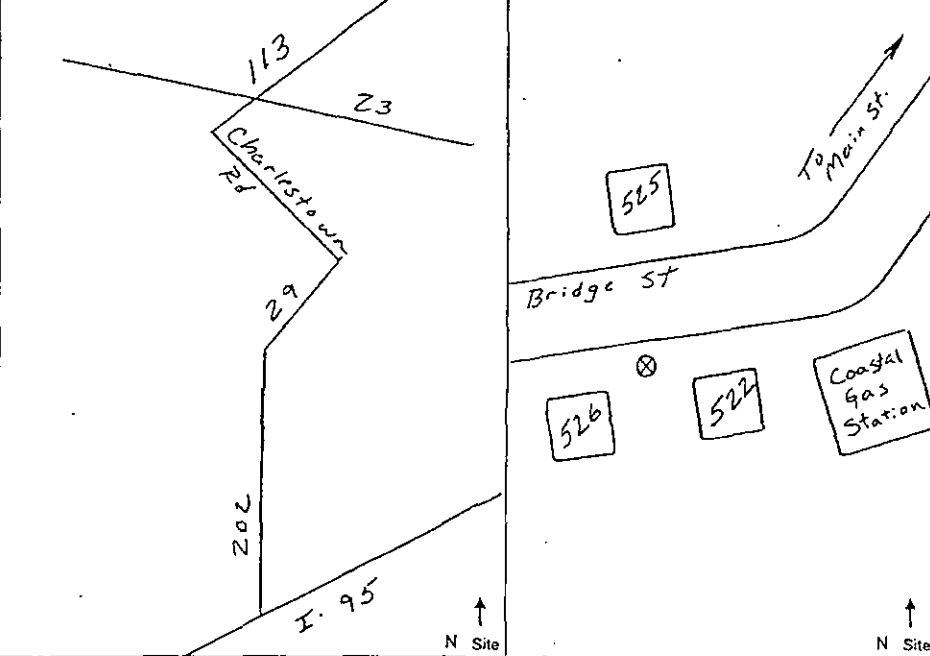 113
23
Charlestown
Rd
29
202
I. 95
N Site
To
Main St.
525
Bridge St
526
522
Coastal
Gas
Station
N Site